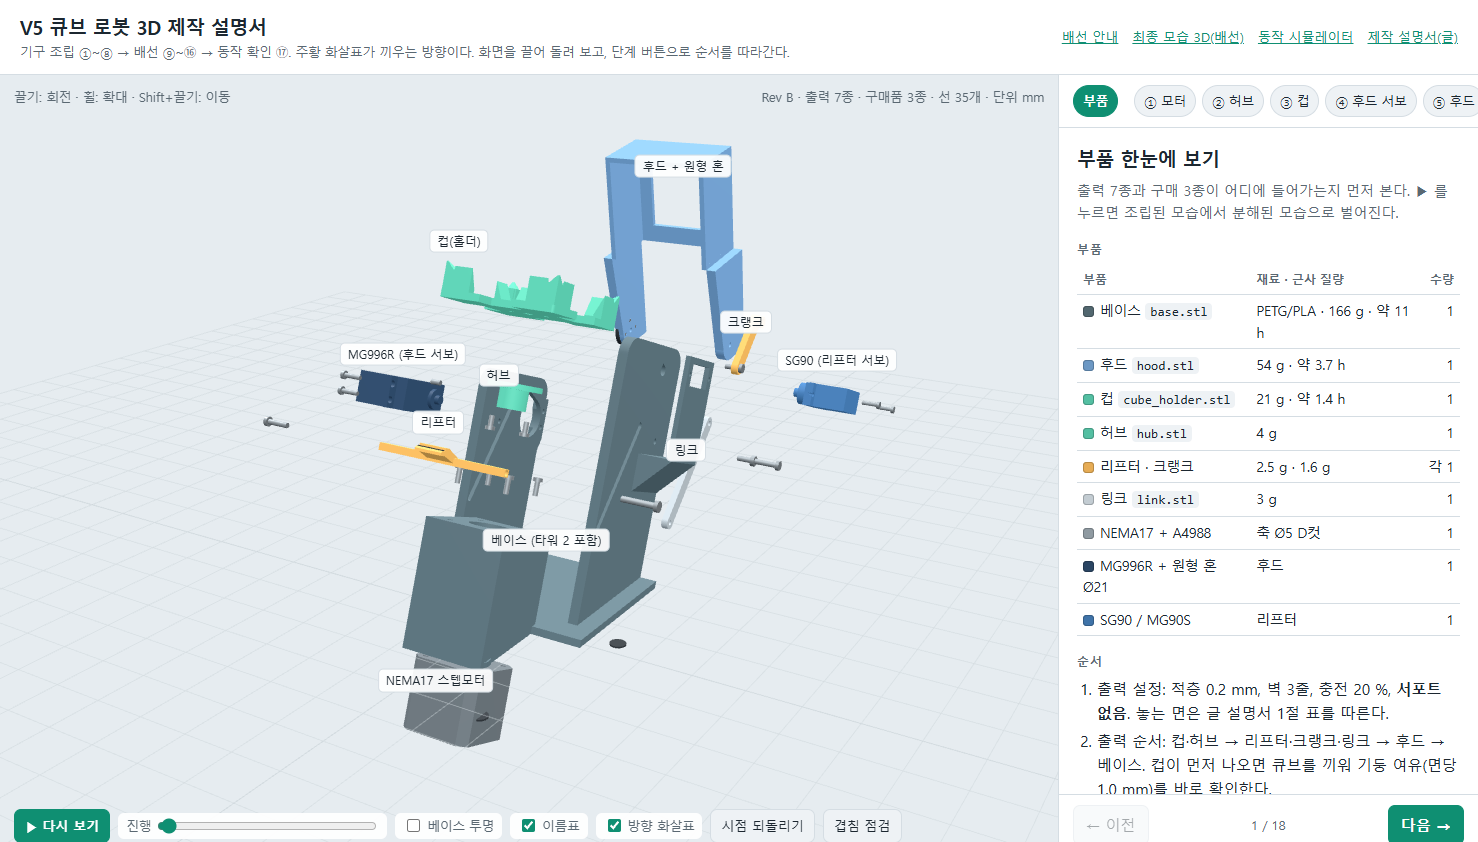 V5 큐브 로봇 3D 제작 설명서
기구 조립 ①~⑧ → 배선 ⑨~⑯ → 동작 확인 ⑰. 주황 화살표가 끼우는 방향이다. 화면을 끌어 돌려 보고, 단계 버튼으로 순서를 따라간다.
배선 안내 최종 모습 3D(배선) 동작 시뮬레이터 제작 설명서(글)
끌기: 회전 · 휠: 확대 · Shift+끌기: 이동
Rev B · 출력 7종 · 구매품 3종 · 선 35개 · 단위 mm
후드 + 원형 혼
컵(홀더)
크랭크
MG996R (후드 서보)
SG90 (리프터 서보)
허브
리프터
링크
베이스 (타워 2 포함)
NEMA17 스텝모터
▶ 다시 보기 진행 베이스 투명 이름표 방향 화살표 시점 되돌리기 겹침 점검
부품 ① 모터 ② 허브 ③ 컵 ④ 후드 서보 ⑤ 후드
부품 한눈에 보기
출력 7종과 구매 3종이 어디에 들어가는지 먼저 본다. ▶ 를
누르면 조립된 모습에서 분해된 모습으로 벌어진다.
부품
부품 재료 · 근사 질량 수량
베이스 base.stl PETG/PLA · 166 g · 약 11 1
h
후드 hood.stl 54 g · 약 3.7 h 1
컵 cube_holder.stl 21 g · 약 1.4 h 1
허브 hub.stl 4 g 1
리프터 · 크랭크 2.5 g · 1.6 g 각 1
링크 link.stl 3 g 1
NEMA17 + A4988 축 Ø5 D컷 1
MG996R + 원형 혼 후드 1
Ø21
SG90 / MG90S 리프터 1
순서
1. 출력 설정: 적층 0.2 mm, 벽 3줄, 충전 20 %, 서포트
없음. 놓는 면은 글 설명서 1절 표를 따른다.
2. 출력 순서: 컵·허브 → 리프터·크랭크·링크 → 후드 →
베이스. 컵이 먼저 나오면 큐브를 끼워 기둥 여유(면당
1.0 mm)를 바로 확인한다.
← 이전 1 / 18 다음 →